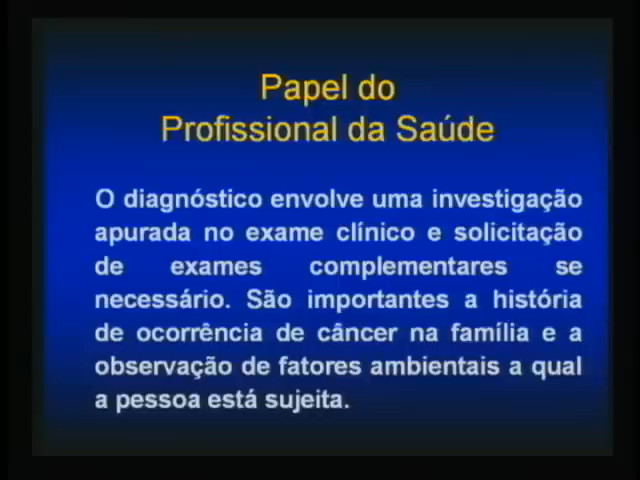 Papel do
Profissional da Saúde
O diagnóstico envolve uma investigação
apurada no exame clínico e solicitação
de exames complementares se
necessário. São importantes a história
de ocorrência de câncer na família e a
observação de fatores ambientais a qual
a pessoa está sujeita.